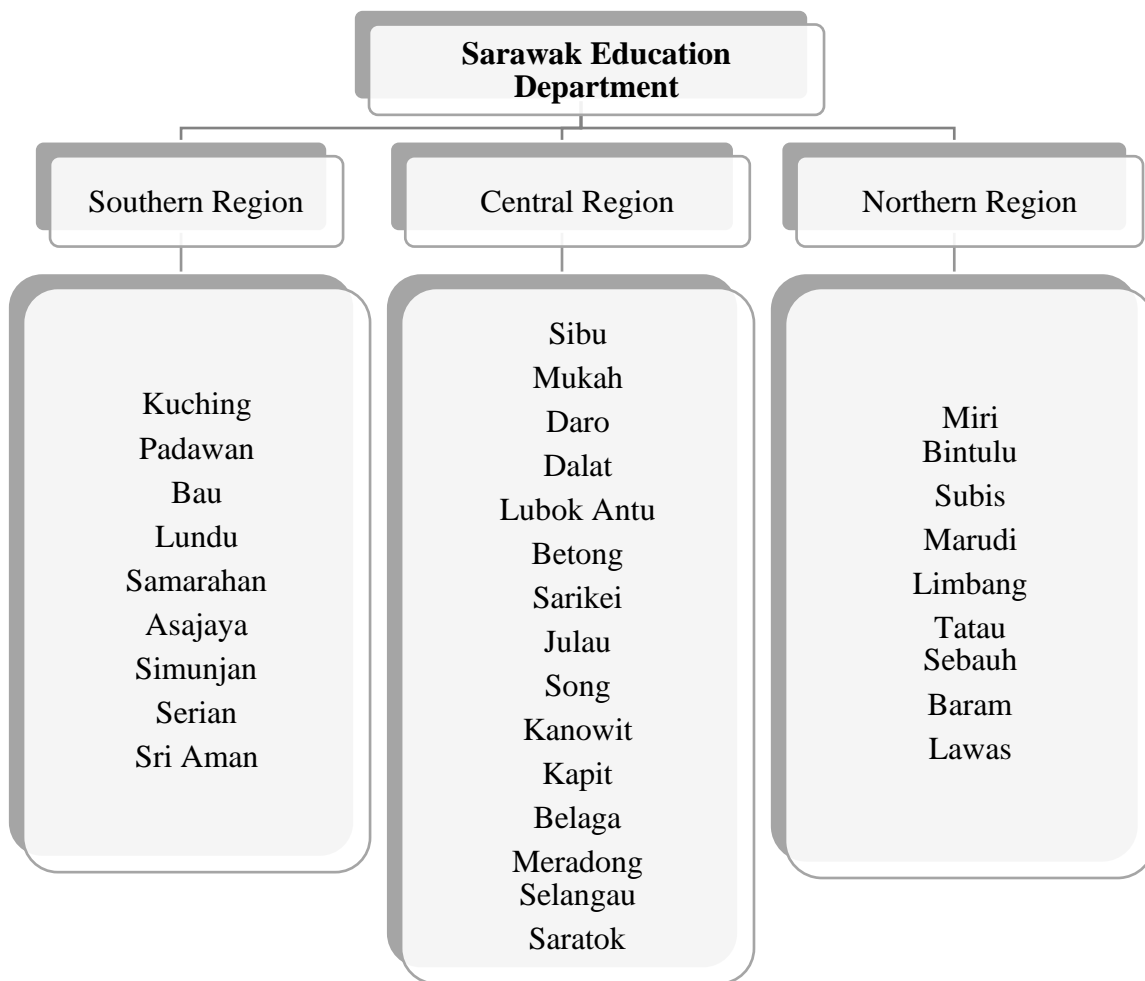 Sarawak Education
Department
Southern Region
Central Region
Northern Region
Kuching
Padawan
Bau
Lundu
Samarahan
Asajaya
Simunjan
Serian
Sri Aman
Sibu
Mukah
Daro
Dalat
Lubok Antu
Betong
Sarikei
Julau
Song
Kanowit
Kapit
Belaga
Meradong
Selangau
Saratok
Miri
Bintulu
Subis
Marudi
Limbang
Tatau
Sebauh
Baram
Lawas